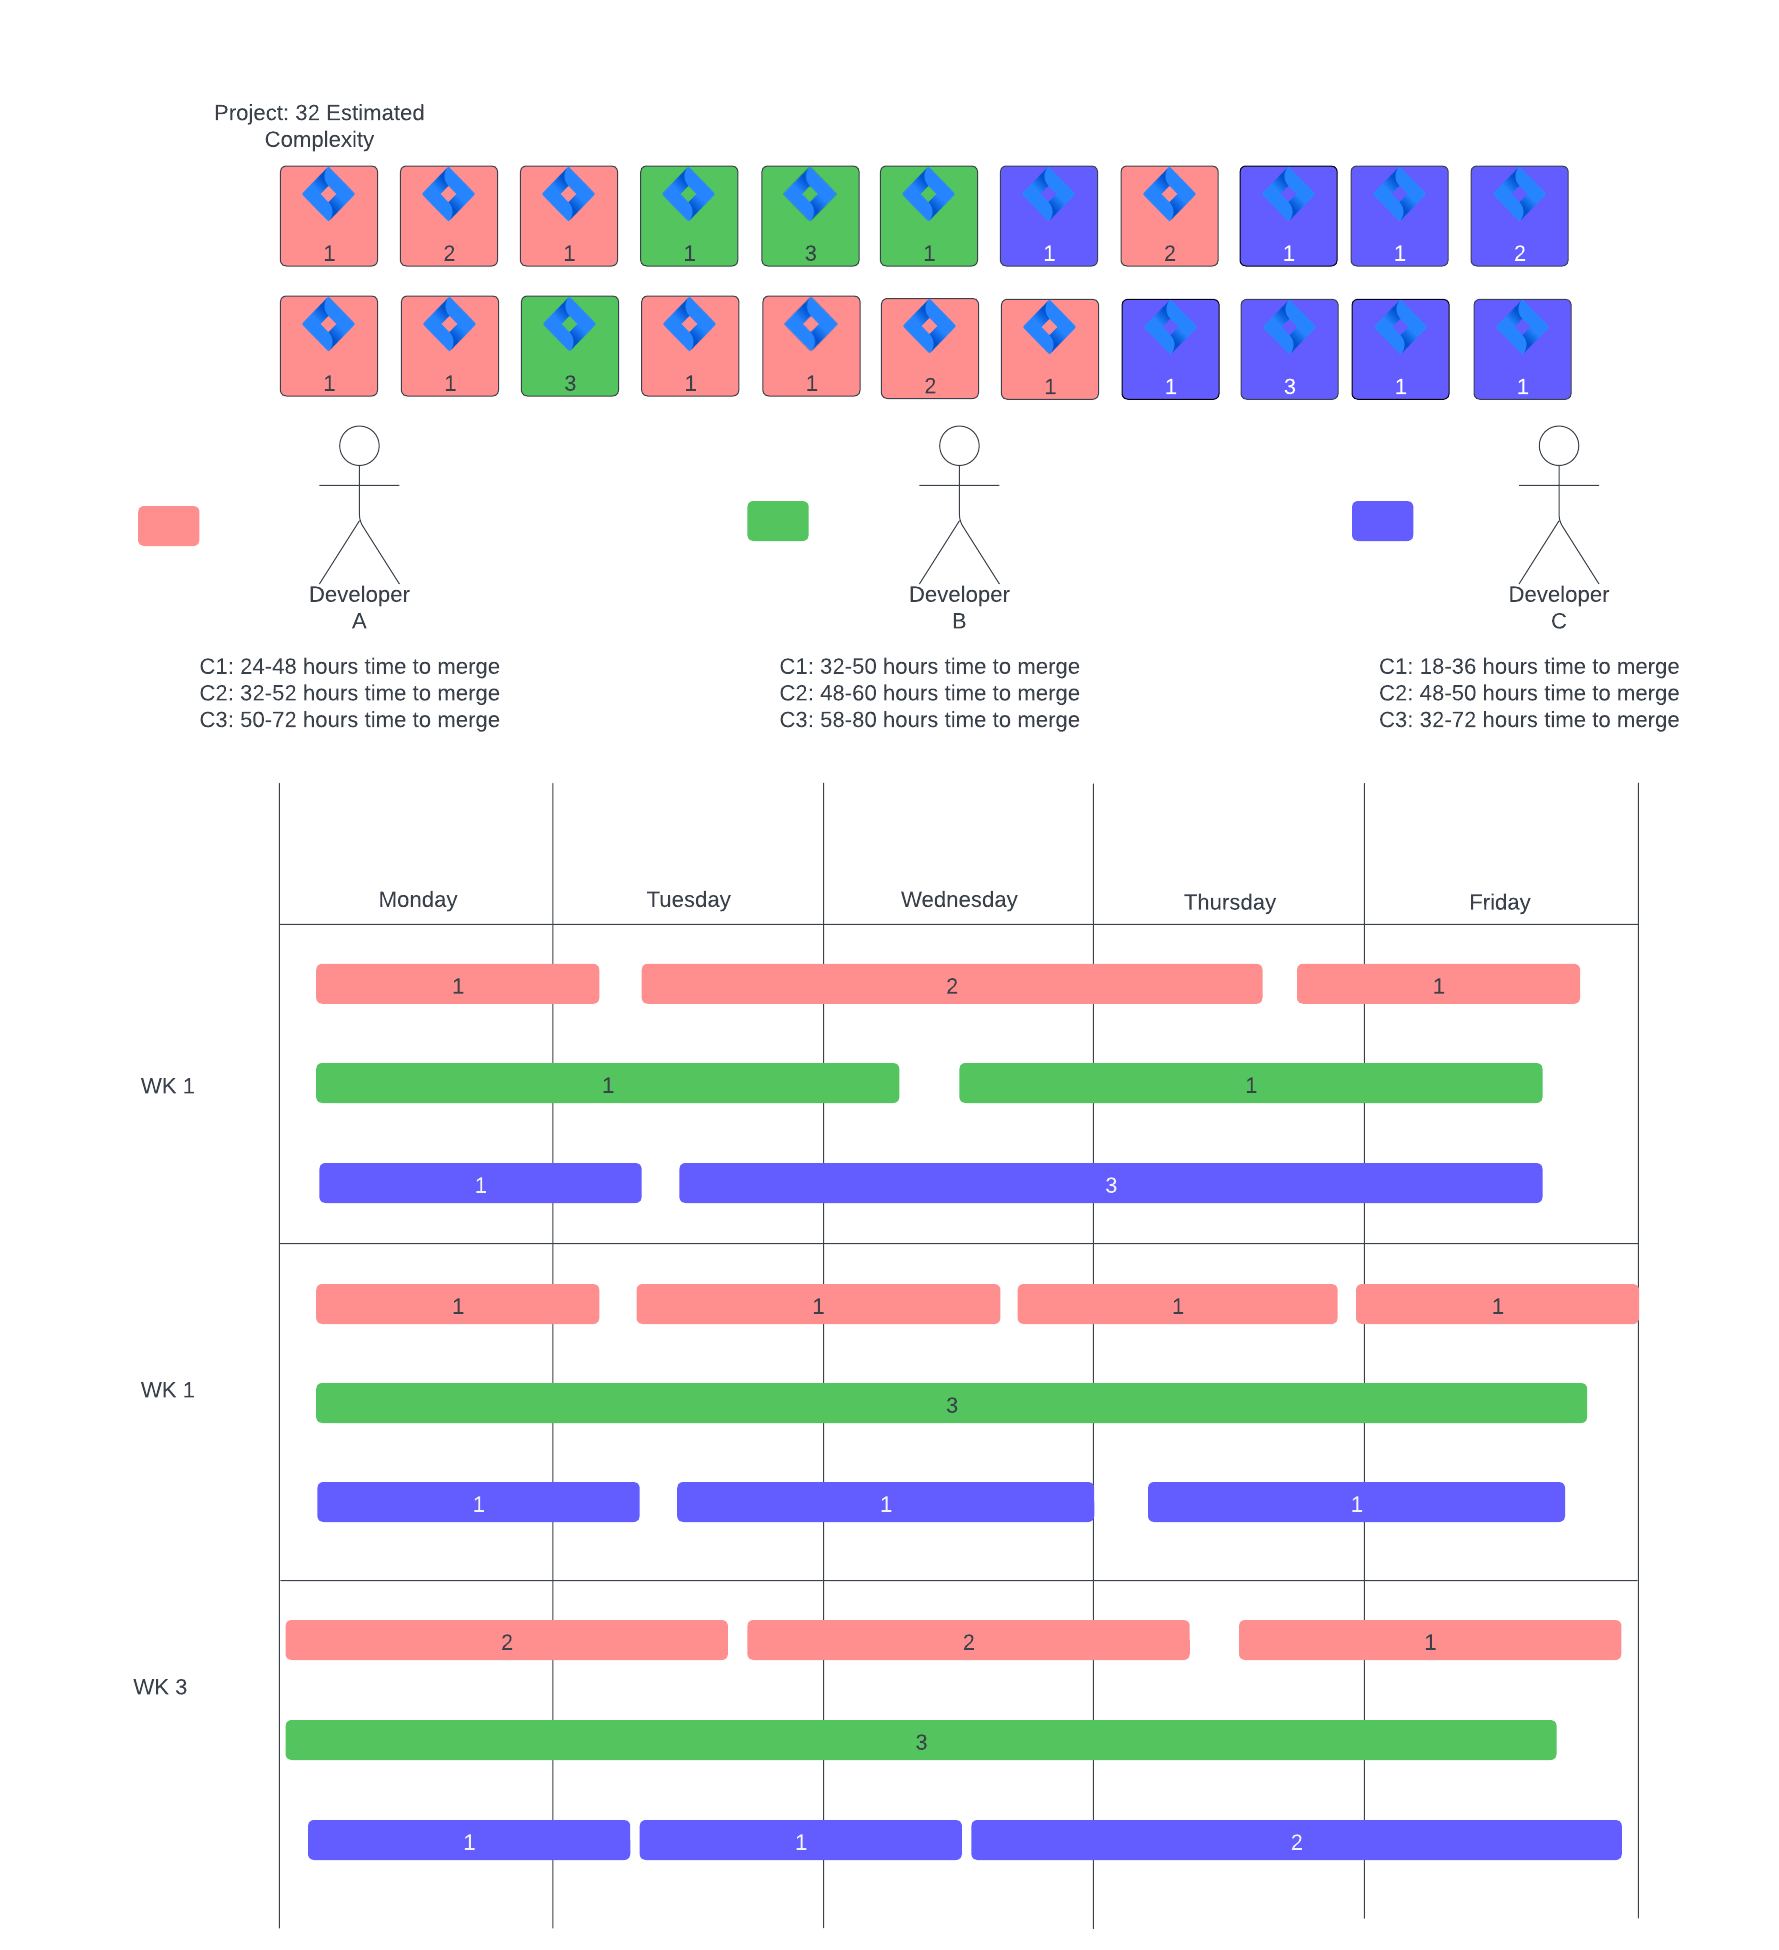 Project: 32 Estimated
Complexity
1 2 1 1 3 1 1 2 1 1 2
1 1 3 1 1 2 1 1 3 1 1
Developer
A
Developer
B
Developer
C
C1: 24-48 hours time to merge
C2: 32-52 hours time to merge
C3: 50-72 hours time to merge
C1: 32-50 hours time to merge
C2: 48-60 hours time to merge
C3: 58-80 hours time to merge
C1: 18-36 hours time to merge
C2: 48-50 hours time to merge
C3: 32-72 hours time to merge
Monday Tuesday Wednesday Thursday Friday
WK 1
1 2 1
1 1
1 3
WK 1
1 1 1 1
3
1 1 1
WK 3
2 2 1
3
1 1 2